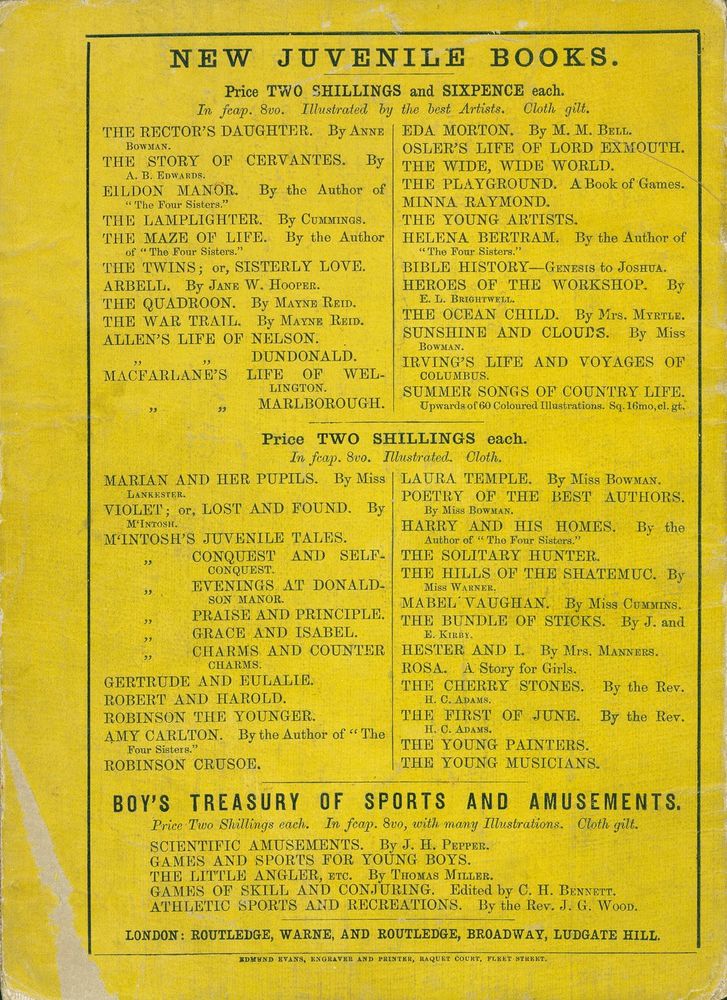 NEW JUVENILE BOOKS.
Price TWO SHILLINGS and SIXPENCE each.
In fcap. 8vo. Illustrated by the best Artists. Cloth gilt.
THE RECTOR'S DAUGHTER. By ANNE
BOWMAN.
THE STORY OF CERVANTES. By
A. B. EDWARDS.
EILDON MANOR. By the Author of
"The Four Sisters."
THE LAMPLIGHTER. By CUMMINGS.
THE MAZE OF LIFE. By the Author
of "The Four Sisters."
THE TWINS; or, SISTERLY LOVE.
ARBELL. By JANE W. HOOPER.
THE QUADROON. By MAYNE REID.
THE WAR TRAIL. By MAYNE REID.
ALLEN'S LIFE OF NELSON.
„ „ DUNDONALD.
MACFARLANE'S LIFE OF WEL-
LINGTON.
„ „ MARLBOROUGH.
EDA MORTON. By M. M. BELL.
OSLER'S LIFE OF LORD EXMOUTH.
THE WIDE, WIDE WORLD.
THE PLAYGROUND. A Book of Games.
MINNA RAYMOND.
THE YOUNG ARTISTS.
HELENA BERTRAM. By the Author of
"The Four Sisters."
BIBLE HISTORY—GENESIS to JOSHUA.
HEROES OF THE WORKSHOP. By
E. L. BRIGHTWELL.
THE OCEAN CHILD. By Mrs. MYRTLE.
SUNSHINE AND CLOUDS. By Miss
BOWMAN.
IRVING'S LIFE AND VOYAGES OF
COLUMBUS.
SUMMER SONGS OF COUNTRY LIFE.
Upwards of 60 Coloured Illustrations. Sq. 16mo, cl. gt.
Price TWO SHILLINGS each.
In fcap. 8vo. Illustrated. Cloth.
MARIAN AND HER PUPILS. By Miss
LANKESTER.
VIOLET; or, LOST AND FOUND. By
M'INTOSH.
M'INTOSH'S JUVENILE TALES.
„ CONQUEST AND SELF-
CONQUEST.
„ EVENINGS AT DONALD-
SON MANOR.
„ PRAISE AND PRINCIPLE.
„ GRACE AND ISABEL.
„ CHARMS AND COUNTER
CHARMS.
GERTRUDE AND EULALIE.
ROBERT AND HAROLD.
ROBINSON THE YOUNGER.
AMY CARLTON. By the Author of "The
Four Sisters."
ROBINSON CRUSOE.
LAURA TEMPLE. By Miss BOWMAN.
POETRY OF THE BEST AUTHORS.
By Miss BOWMAN.
HARRY AND HIS HOMES. By the
Author of "The Four Sisters."
THE SOLITARY HUNTER.
THE HILLS OF THE SHATEMUC. By
Miss WARNER.
MABEL VAUGHAN. By Miss CUMMINS.
THE BUNDLE OF STICKS. By J. and
E. KIRBY.
HESTER AND I. By Mrs. MANNERS.
ROSA. A Story for Girls.
THE CHERRY STONES. By the Rev.
H. C. ADAMS.
THE FIRST OF JUNE. By the Rev.
H. C. ADAMS.
THE YOUNG PAINTERS.
THE YOUNG MUSICIANS.
BOY'S TREASURY OF SPORTS AND AMUSEMENTS.
Price Two Shillings each. In fcap. 8vo, with many Illustrations. Cloth gilt.
SCIENTIFIC AMUSEMENTS. By J. H. PEPPER.
GAMES AND SPORTS FOR YOUNG BOYS.
THE LITTLE ANGLER, ETC. By THOMAS MILLER.
GAMES OF SKILL AND CONJURING. Edited by C. H. BENNETT.
ATHLETIC SPORTS AND RECREATIONS. By the Rev. J. G. WOOD.
LONDON: ROUTLEDGE, WARNE, AND ROUTLEDGE, BROADWAY, LUDGATE HILL.
EDMUND EVANS, ENGRAVER AND PRINTER, RAQUET COURT, FLEET STREET.